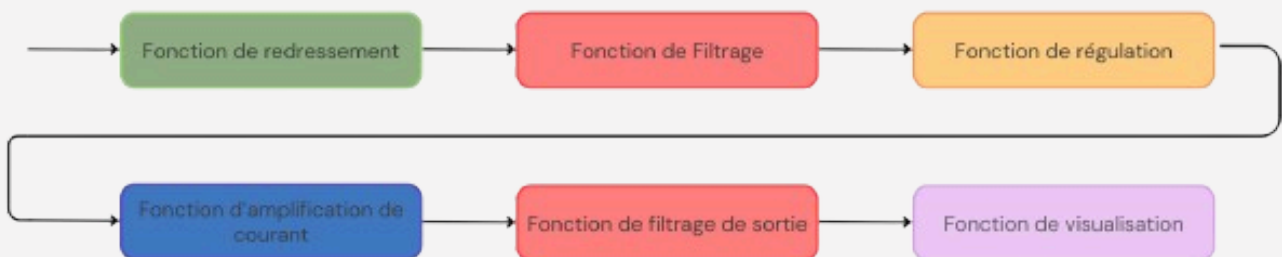 Fonction de redressement
Fonction de Filtrage
Fonction de régulation
Fonction d'amplification de
courant
Fonction de filtrage de sortie
Fonction de visualisation